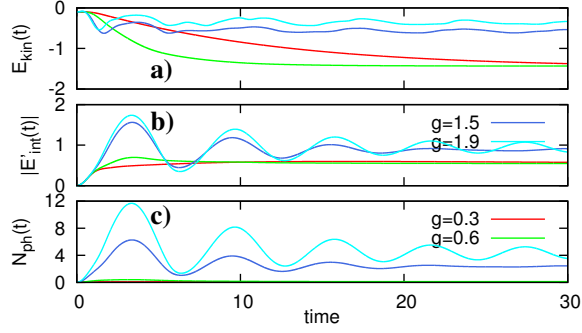 0
-1
-2
E_kin(t)
a)
2
1
0
|E'_int(t)|
b)
g=1.5
g=1.9
12
8
4
0
N_ph(t)
c)
g=0.3
g=0.6
0 10 20 30
time